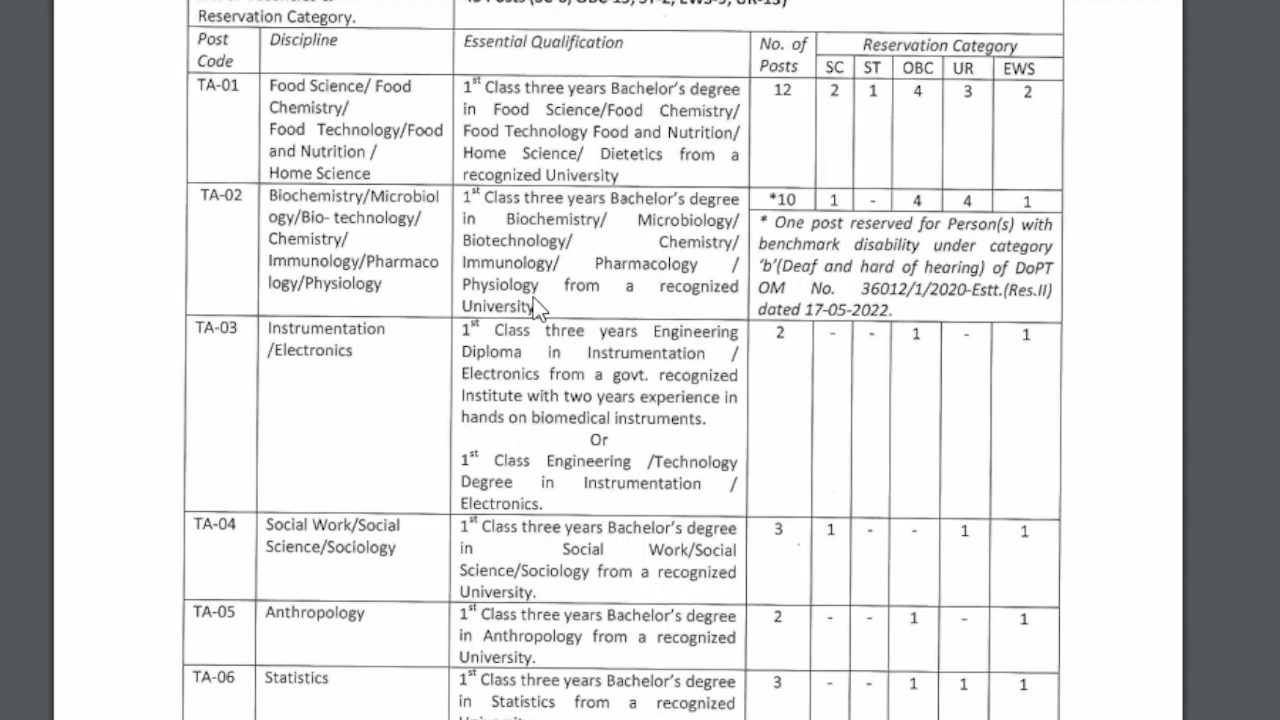 Reservation Category.
Post Code
Discipline
Essential Qualification
No. of Posts
Reservation Category
SC ST OBC UR EWS
TA-01
Food Science/ Food
Chemistry/
Food Technology/Food
and Nutrition /
Home Science
1st Class three years Bachelor's degree
in Food Science/Food Chemistry/
Food Technology Food and Nutrition/
Home Science/ Dietetics from a
recognized University
12 2 1 4 3 2
TA-02
Biochemistry/Microbiol
ogy/Bio- technology/
Chemistry/
Immunology/Pharmaco
logy/Physiology
1st Class three years Bachelor's degree
in Biochemistry/ Microbiology/
Biotechnology/ Chemistry/
Immunology/ Pharmacology /
Physiology from a recognized
University.
*10 1 - 4 4 1
* One post reserved for Person(s) with
benchmark disability under category
'b'(Deaf and hard of hearing) of DoPT
OM No. 36012/1/2020-Estt.(Res.II)
dated 17-05-2022.
TA-03
Instrumentation
/Electronics
1st Class three years Engineering
Diploma in Instrumentation /
Electronics from a govt. recognized
Institute with two years experience in
hands on biomedical instruments.
Or
1st Class Engineering /Technology
Degree in Instrumentation /
Electronics.
2 - - 1 - 1
TA-04
Social Work/Social
Science/Sociology
1st Class three years Bachelor's degree
in Social Work/Social
Science/Sociology from a recognized
University.
3 1 - - 1 1
TA-05
Anthropology
1st Class three years Bachelor's degree
in Anthropology from a recognized
University.
2 - - 1 - 1
TA-06
Statistics
1st Class three years Bachelor's degree
in Statistics from a recognized
3 - - 1 1 1